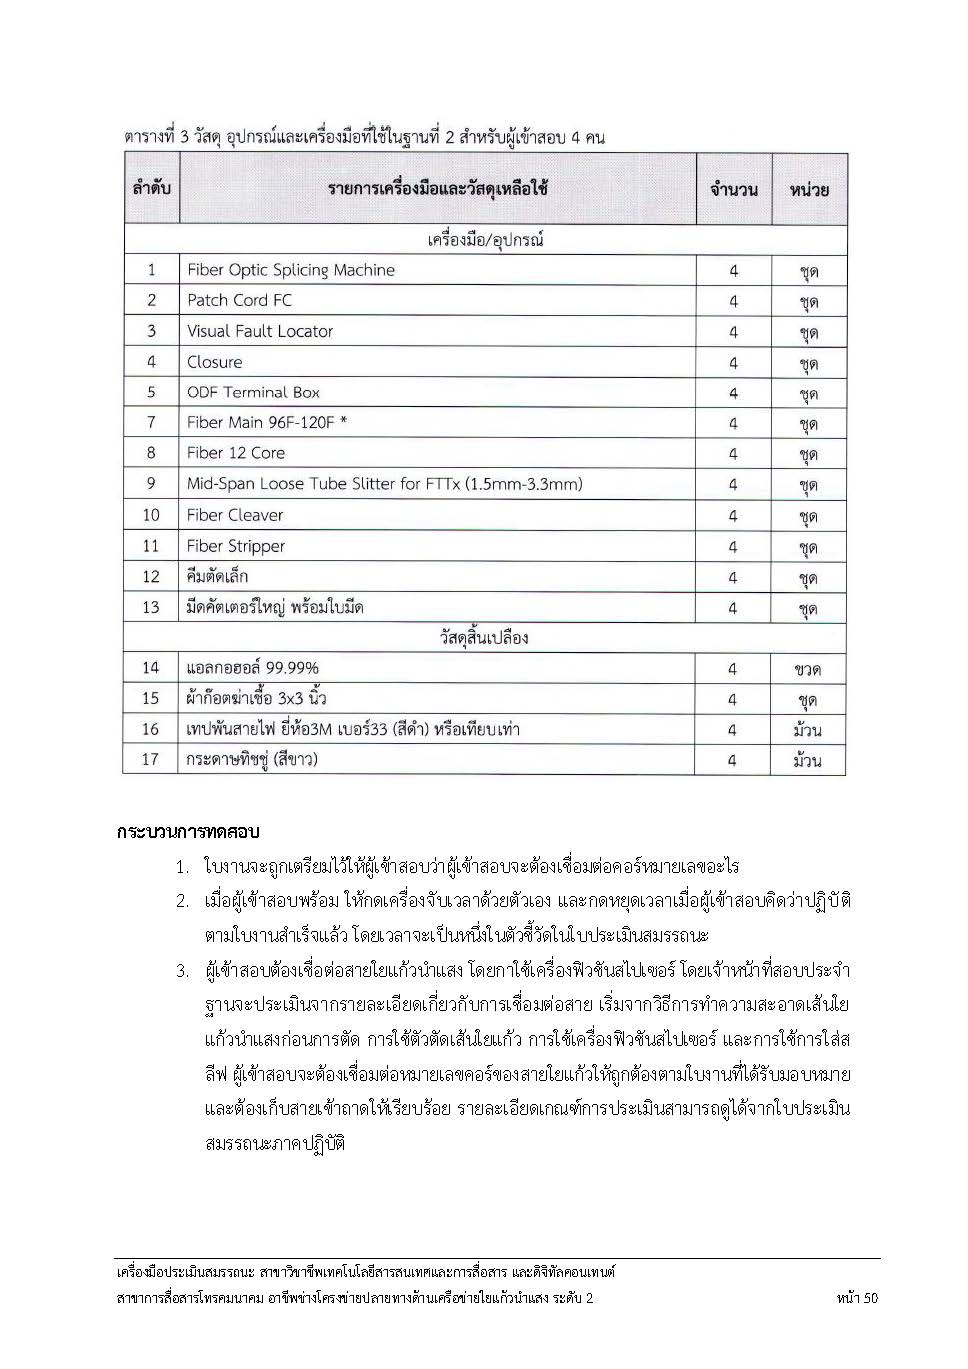 ตารางที่ 3 วัสดุ อุปกรณ์และเครื่องมือที่ใช้ในฐานที่ 2 สำหรับผู้เข้าสอบ 4 คน
ลำดับ รายการเครื่องมือและวัสดุเหลือใช้ จำนวน หน่วย
เครื่องมือ/อุปกรณ์
1 Fiber Optic Splicing Machine 4 ชุด
2 Patch Cord FC 4 ชุด
3 Visual Fault Locator 4 ชุด
4 Closure 4 ชุด
5 ODF Terminal Box 4 ชุด
7 Fiber Main 96F-120F * 4 ชุด
8 Fiber 12 Core 4 ชุด
9 Mid-Span Loose Tube Slitter for FTTx (1.5mm-3.3mm) 4 ชุด
10 Fiber Cleaver 4 ชุด
11 Fiber Stripper 4 ชุด
12 คีมตัดเล็ก 4 ชุด
13 มีดคัตเตอร์ใหญ่ พร้อมใบมีด 4 ชุด
วัสดุสิ้นเปลือง
14 แอลกอฮอล์ 99.99% 4 ขวด
15 ผ้าก๊อตฆ่าเชื้อ 3x3 นิ้ว 4 ชุด
16 เทปพันสายไฟ ยี่ห้อ3M เบอร์33 (สีดำ) หรือเทียบเท่า 4 ม้วน
17 กระดาษทิชชู่ (สีขาว) 4 ม้วน
กระบวนการทดสอบ
1. ใบงานจะถูกเตรียมไว้ให้ผู้เข้าสอบว่าผู้เข้าสอบจะต้องเชื่อมต่อคอร์หมายเลขอะไร
2. เมื่อผู้เข้าสอบพร้อม ให้กดเครื่องจับเวลาด้วยตัวเอง และกดหยุดเวลาเมื่อผู้เข้าสอบคิดว่าปฏิบัติ
ตามใบงานสำเร็จแล้ว โดยเวลาจะเป็นหนึ่งในตัวชี้วัดในใบประเมินสมรรถนะ
3. ผู้เข้าสอบต้องเชื่อต่อสายใยแก้วนำแสง โดยกาใช้เครื่องฟิวชันสไปเซอร์ โดยเจ้าหน้าที่สอบประจำ
ฐานจะประเมินจากรายละเอียดเกี่ยวกับการเชื่อมต่อสาย เริ่มจากวิธีการทำความสะอาดเส้นใย
แก้วนำแสงก่อนการตัด การใช้ตัวตัดเส้นใยแก้ว การใช้เครื่องฟิวชันสไปเซอร์ และการใช้การใส่ส
ลีฟ ผู้เข้าสอบจะต้องเชื่อมต่อหมายเลขคอร์ของสายใยแก้วให้ถูกต้องตามใบงานที่ได้รับมอบหมาย
และต้องเก็บสายเข้าถาดให้เรียบร้อย รายละเอียดเกณฑ์การประเมินสามารถดูได้จากใบประเมิน
สมรรถนะภาคปฏิบัติ
เครื่องมือประเมินสมรรถนะ สาขาวิชาชีพเทคโนโลยีสารสนเทศและการสื่อสาร และดิจิทัลคอนเทนต์
สาขาการสื่อสารโทรคมนาคม อาชีพช่างโครงข่ายปลายทางด้านเครือข่ายใยแก้วนำแสง ระดับ 2 หน้า 50